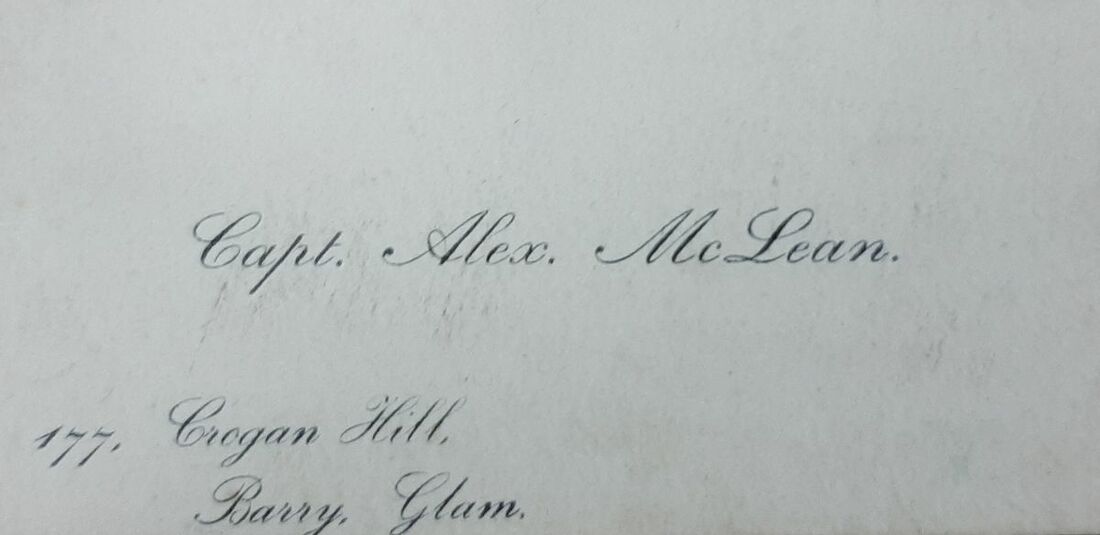 Capt. Alex. McLean.
177, Crogan Hill,
Barry, Glam.